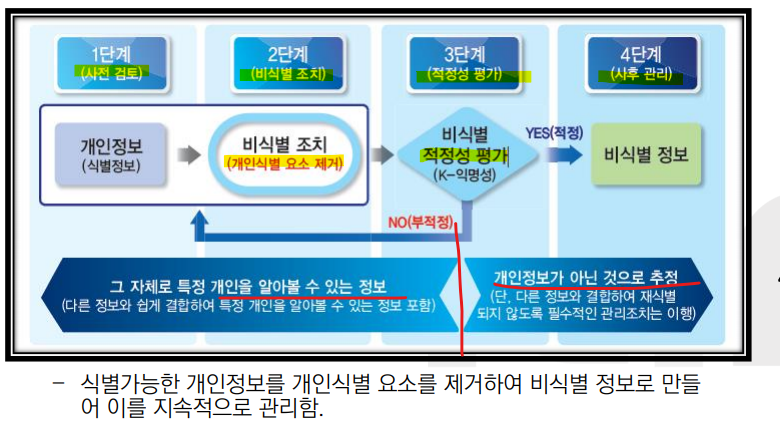 1단계
(사전 검토)
2단계
(비식별 조치)
3단계
(적정성 평가)
4단계
(사후 관리)
개인정보
(식별정보)
비식별 조치
(개인식별 요소 제거)
비식별
적정성 평가
(K-익명성)
YES(적정)
비식별 정보
NO(부적정)
그 자체로 특정 개인을 알아볼 수 있는 정보
(다른 정보와 쉽게 결합하여 특정 개인을 알아볼 수 있는 정보 포함)
개인정보가 아닌 것으로 추정
(단, 다른 정보와 결합하여 재식별
되지 않도록 필수적인 관리조치는 이행)
– 식별가능한 개인정보를 개인식별 요소를 제거하여 비식별 정보로 만들
어 이를 지속적으로 관리함.